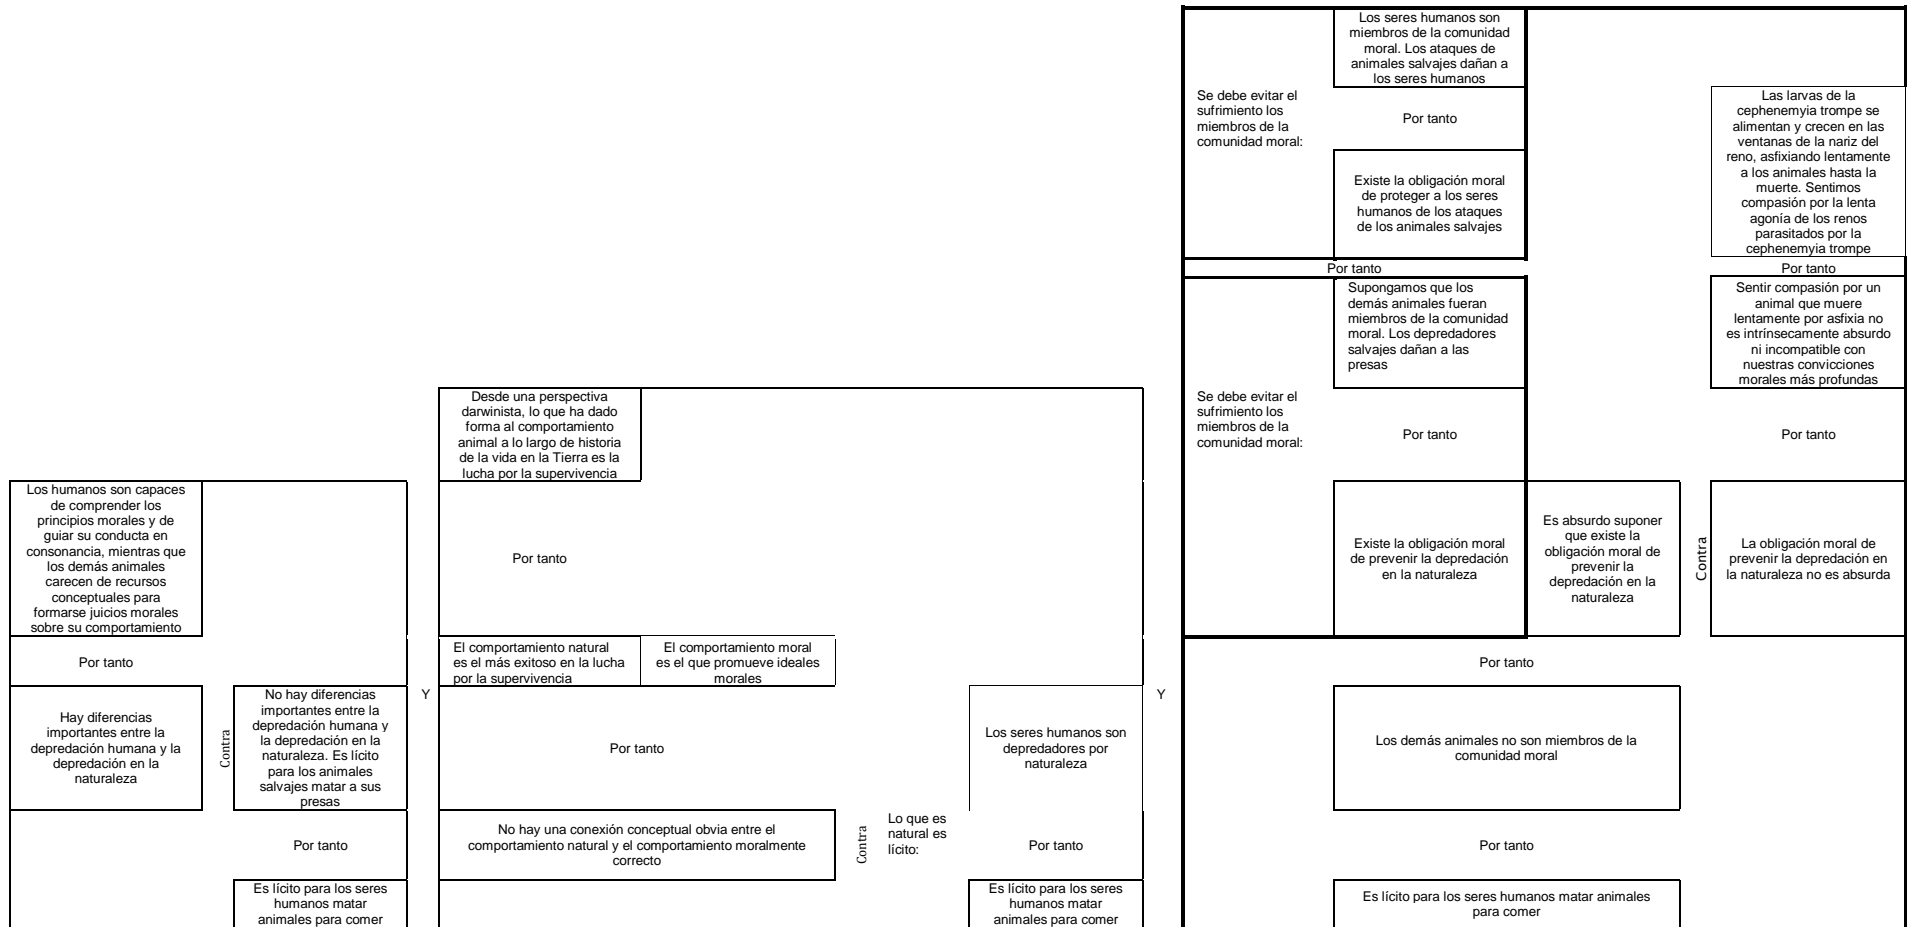 Los seres humanos son
miembros de la comunidad
moral. Los ataques de
animales salvajes dañan a
los seres humanos
Se debe evitar el
sufrimiento los
miembros de la
comunidad moral:
Por tanto
Existe la obligación moral
de proteger a los seres
humanos de los ataques
de los animales salvajes
Las larvas de la
cephenemyia trompe se
alimentan y crecen en las
ventanas de la nariz del
reno, asfixiando lentamente
a los animales hasta la
muerte. Sentimos
compasión por la lenta
agonía de los renos
parasitados por la
cephenemyia trompe
Por tanto
Por tanto
Supongamos que los
demás animales fueran
miembros de la comunidad
moral. Los depredadores
salvajes dañan a las
presas
Sentir compasión por un
animal que muere
lentamente por asfixia no
es intrínsecamente absurdo
ni incompatible con
nuestras convicciones
morales más profundas
Se debe evitar el
sufrimiento los
miembros de la
comunidad moral:
Por tanto
Por tanto
Existe la obligación moral
de prevenir la depredación
en la naturaleza
Es absurdo suponer
que existe la
obligación moral de
prevenir la
depredación en la
naturaleza
Contra
La obligación moral de
prevenir la depredación en
la naturaleza no es absurda
Por tanto
Los demás animales no son miembros de la
comunidad moral
Por tanto
Es lícito para los seres humanos matar animales
para comer
Desde una perspectiva
darwinista, lo que ha dado
forma al comportamiento
animal a lo largo de historia
de la vida en la Tierra es la
lucha por la supervivencia
Por tanto
El comportamiento natural
es el más exitoso en la lucha
por la supervivencia
El comportamiento moral
es el que promueve ideales
morales
Por tanto
No hay una conexión conceptual obvia entre el
comportamiento natural y el comportamiento moralmente
correcto
Contra
Lo que es
natural es
lícito:
Los seres humanos son
depredadores por
naturaleza
Por tanto
Es lícito para los seres
humanos matar
animales para comer
Y
Y
Los humanos son capaces
de comprender los
principios morales y de
guiar su conducta en
consonancia, mientras que
los demás animales
carecen de recursos
conceptuales para
formarse juicios morales
sobre su comportamiento
Por tanto
Hay diferencias
importantes entre la
depredación humana y la
depredación en la
naturaleza
Contra
No hay diferencias
importantes entre la
depredación humana y
la depredación en la
naturaleza. Es lícito
para los animales
salvajes matar a sus
presas
Por tanto
Es lícito para los seres
humanos matar
animales para comer